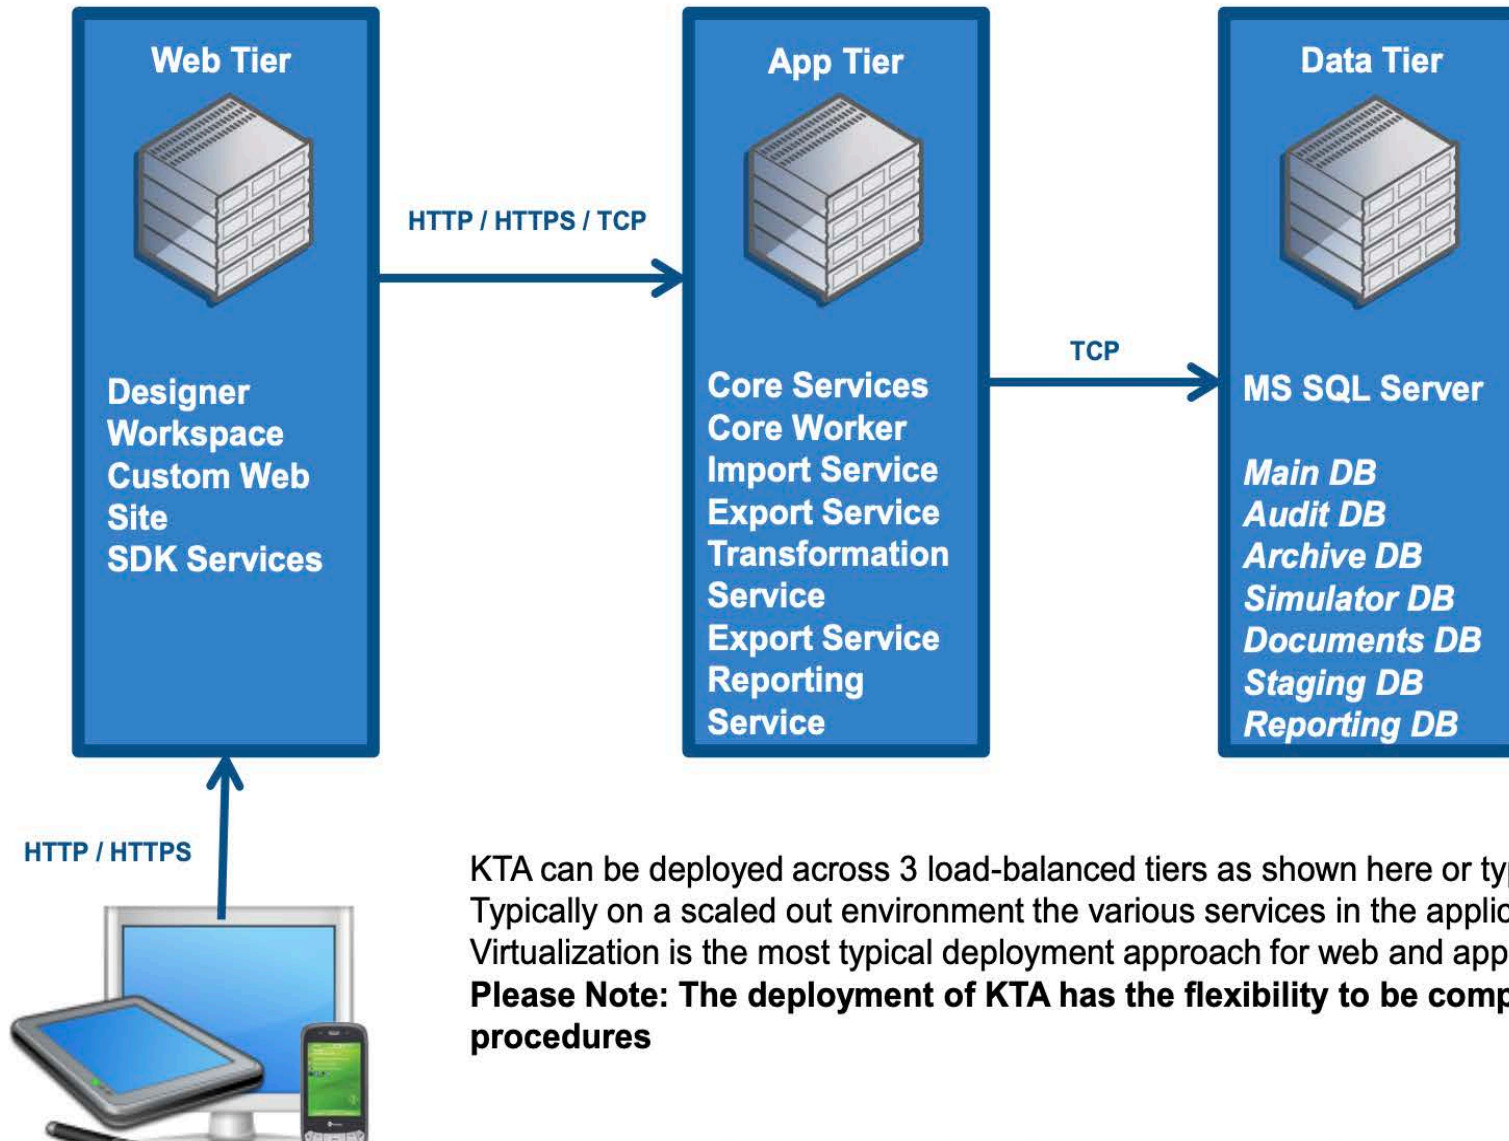 Web Tier
Designer
Workspace
Custom Web
Site
SDK Services
HTTP / HTTPS / TCP
App Tier
Core Services
Core Worker
Import Service
Export Service
Transformation
Service
Export Service
Reporting
Service
TCP
Data Tier
MS SQL Server
Main DB
Audit DB
Archive DB
Simulator DB
Documents DB
Staging DB
Reporting DB
HTTP / HTTPS
KTA can be deployed across 3 load-balanced tiers as shown here or
Typically on a scaled out environment the various services in the
Virtualization is the most typical deployment approach for web and app
Please Note: The deployment of KTA has the flexibility to be
procedures